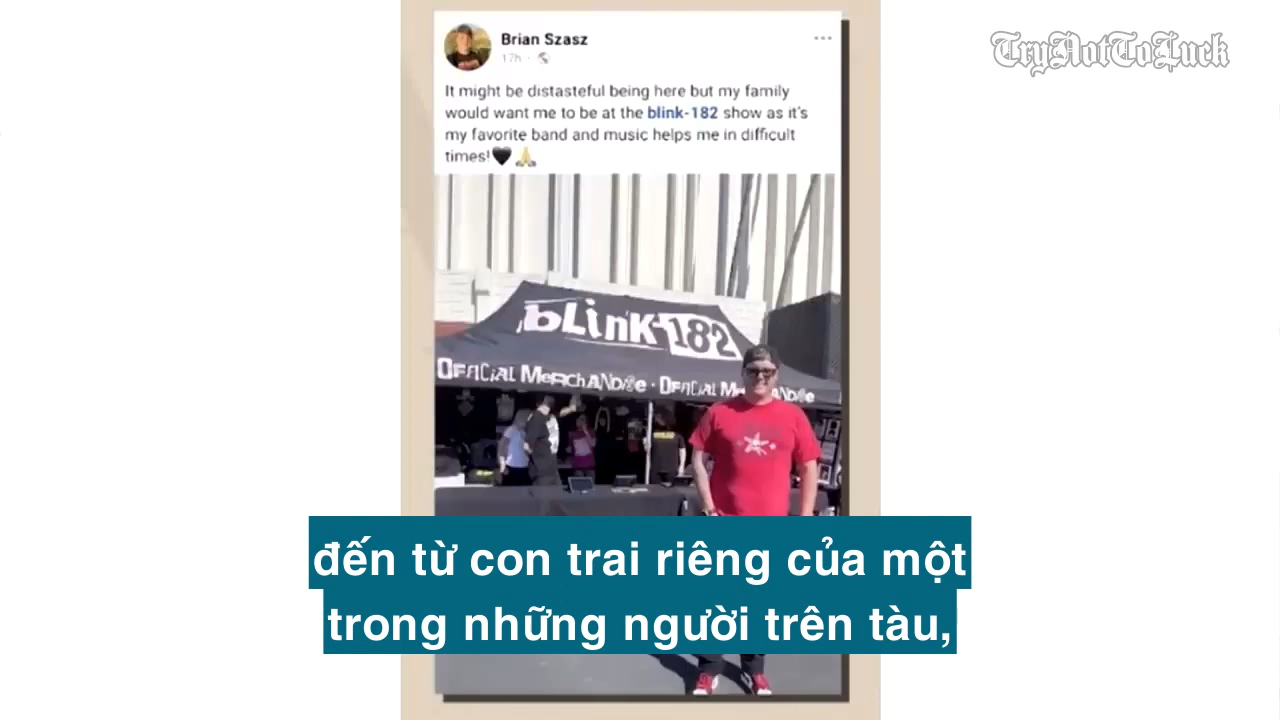 TryNotToLuck
Brian Szasz
17h
It might be distasteful being here but my family
would want me to be at the blink-182 show as it's
my favorite band and music helps me in difficult
times!🖤🙏
blink-182
OFFICIAL MERCHANDISE · OFFICIAL MERCHANDISE
đến từ con trai riêng của một
trong những người trên tàu,